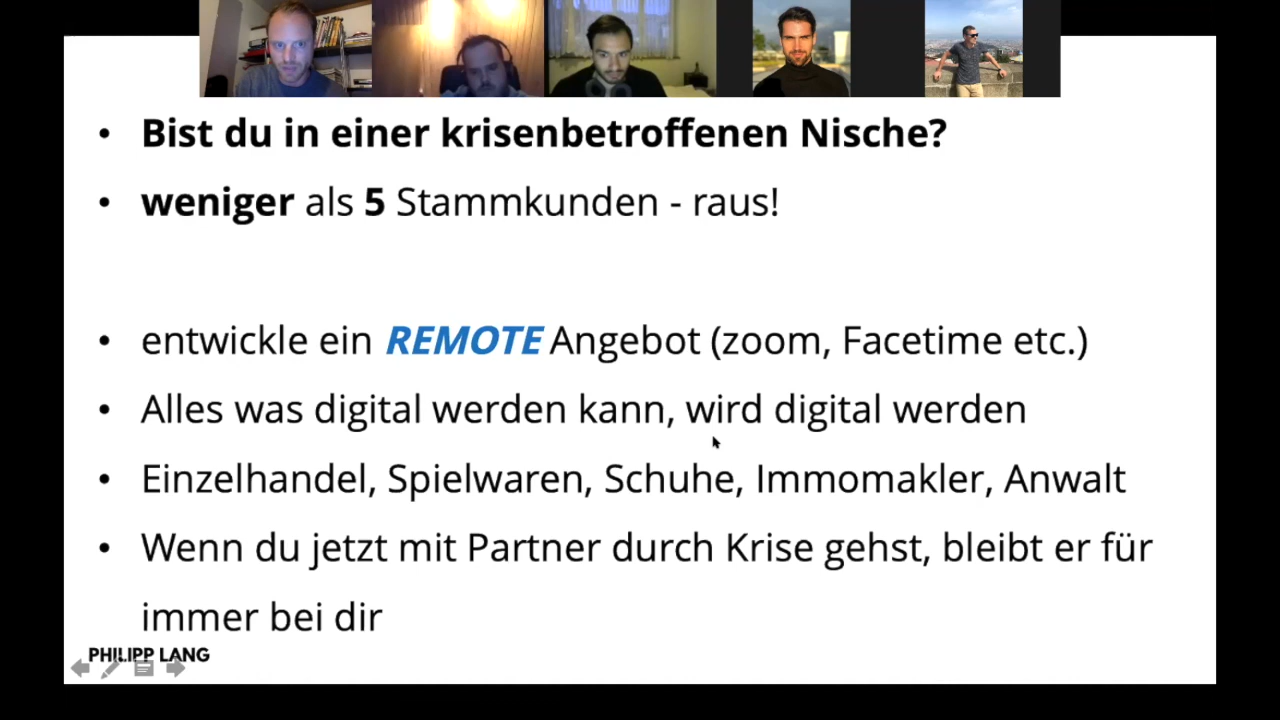 Bist du in einer krisenbetroffenen Nische?
weniger als 5 Stammkunden - raus!
entwickle ein REMOTE Angebot (zoom, Facetime etc.)
Alles was digital werden kann, wird digital werden
Einzelhandel, Spielwaren, Schuhe, Immomakler, Anwalt
Wenn du jetzt mit Partner durch Krise gehst, bleibt er für
immer bei dir
PHILIPP LANG